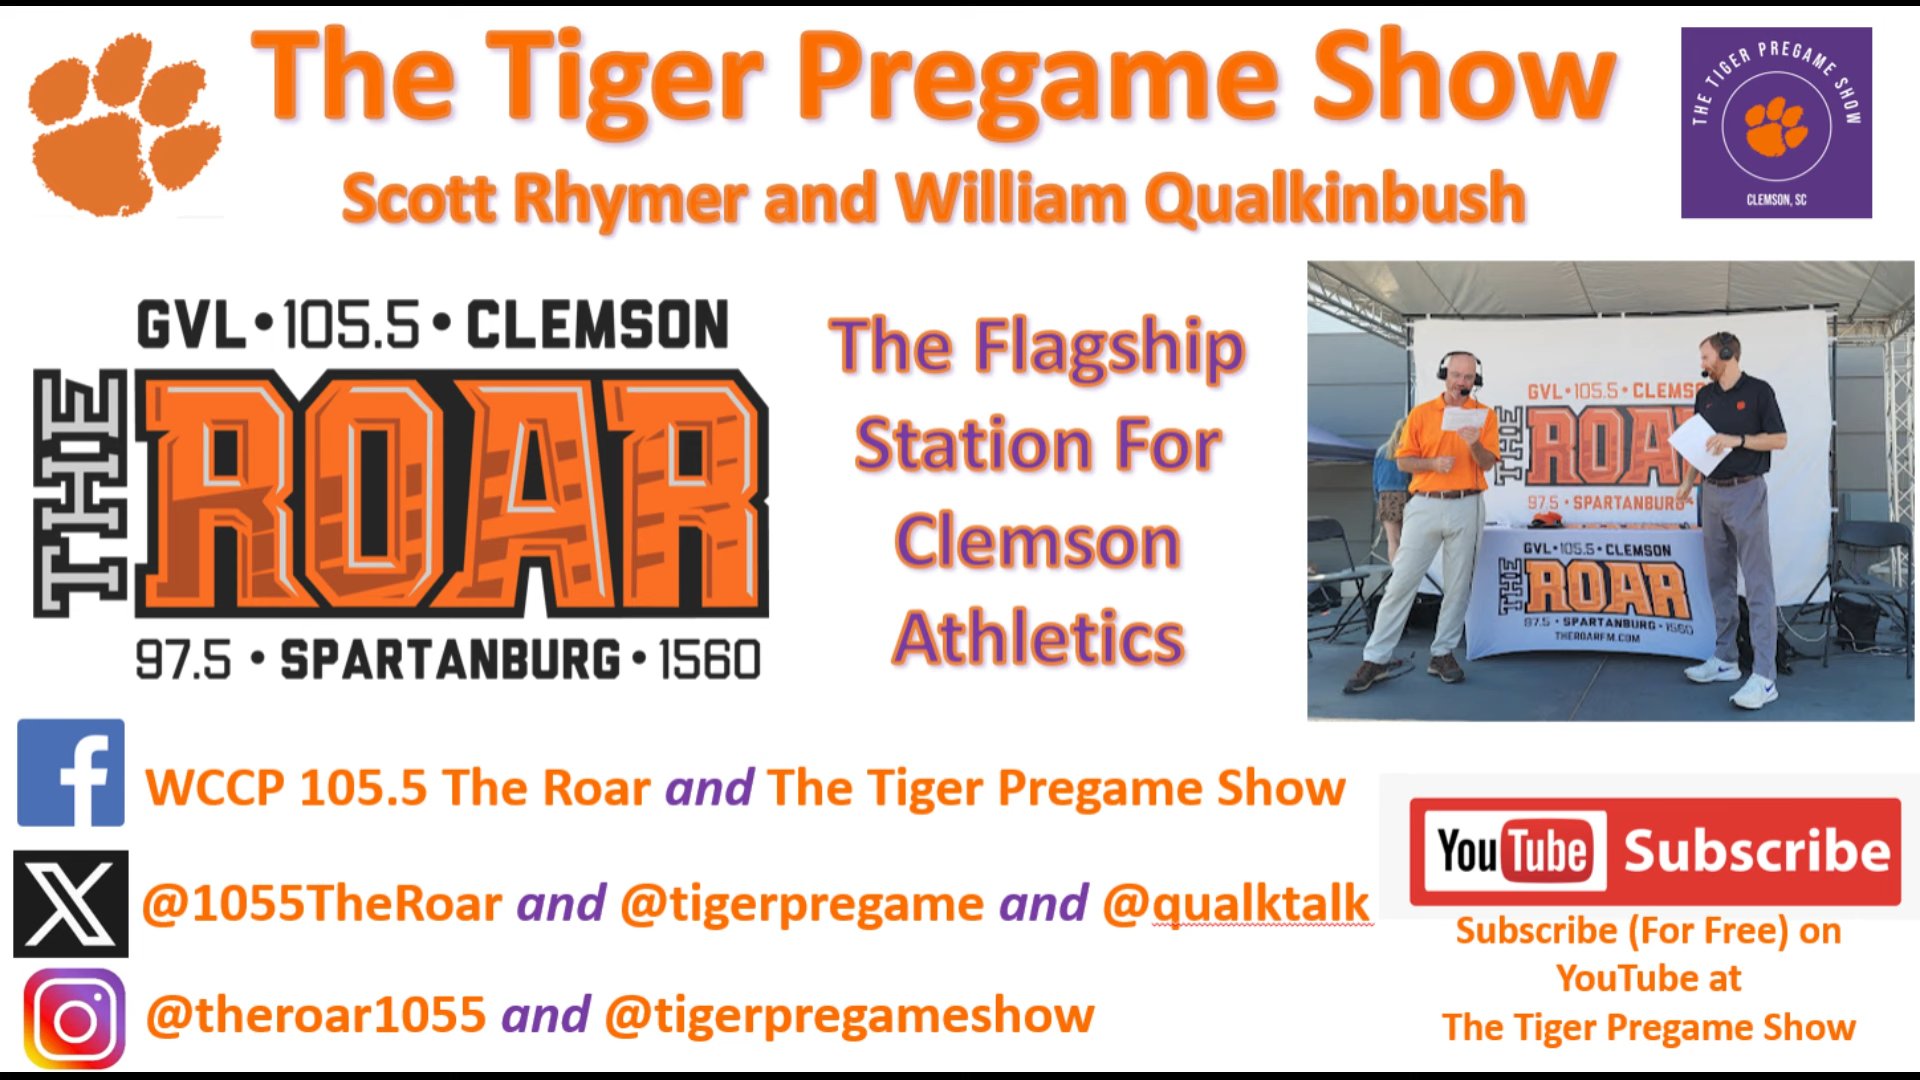 The Tiger Pregame Show
Scott Rhymer and William Qualkinbush
THE TIGER PREGAME SHOW
CLEMSON, SC
GVL • 105.5 • CLEMSON
THE ROAR
97.5 • SPARTANBURG • 1560
The Flagship
Station For
Clemson
Athletics
GVL • 105.5 • CLEMS
THE ROA
97.5 • SPARTANBURG
GVL • 105.5 • CLEMSON
THE ROAR
97.5 • SPARTANBURG • 1560
THEROARFM.COM
f
WCCP 105.5 The Roar and The Tiger Pregame Show
X
@1055TheRoar and @tigerpregame and @qualktalk
@theroar1055 and @tigerpregameshow
YouTube Subscribe
Subscribe (For Free) on
YouTube at
The Tiger Pregame Show